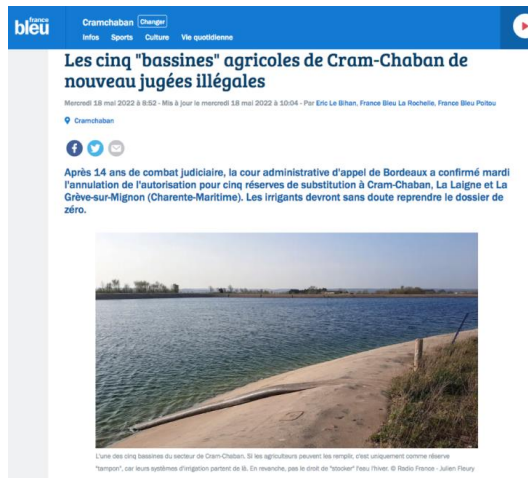 france
bleu
Cramchaban Changer
Infos Sports Culture Vie quotidienne
Les cinq "bassines" agricoles de Cram-Chaban de
nouveau jugées illégales
Mercredi 18 mai 2022 à 8:52 - Mis à jour le mercredi 18 mai 2022 à 10:04 - Par Eric Le Bihan, France Bleu La Rochelle, France Bleu Poitou
Cramchaban
Après 14 ans de combat judiciaire, la cour administrative d'appel de Bordeaux a confirmé mardi
l'annulation de l'autorisation pour cinq réserves de substitution à Cram-Chaban, La Laigne et La
Grève-sur-Mignon (Charente-Maritime). Les irrigants devront sans doute reprendre le dossier de
zéro.
L'une des cinq bassines du secteur de Cram-Chaban. Si les agriculteurs peuvent les remplir, c'est uniquement comme réserve
"tampon", car leurs systèmes d'irrigation partent de là. En revanche, pas le droit de "stocker" l'eau l'hiver. © Radio France - Julien Fleury